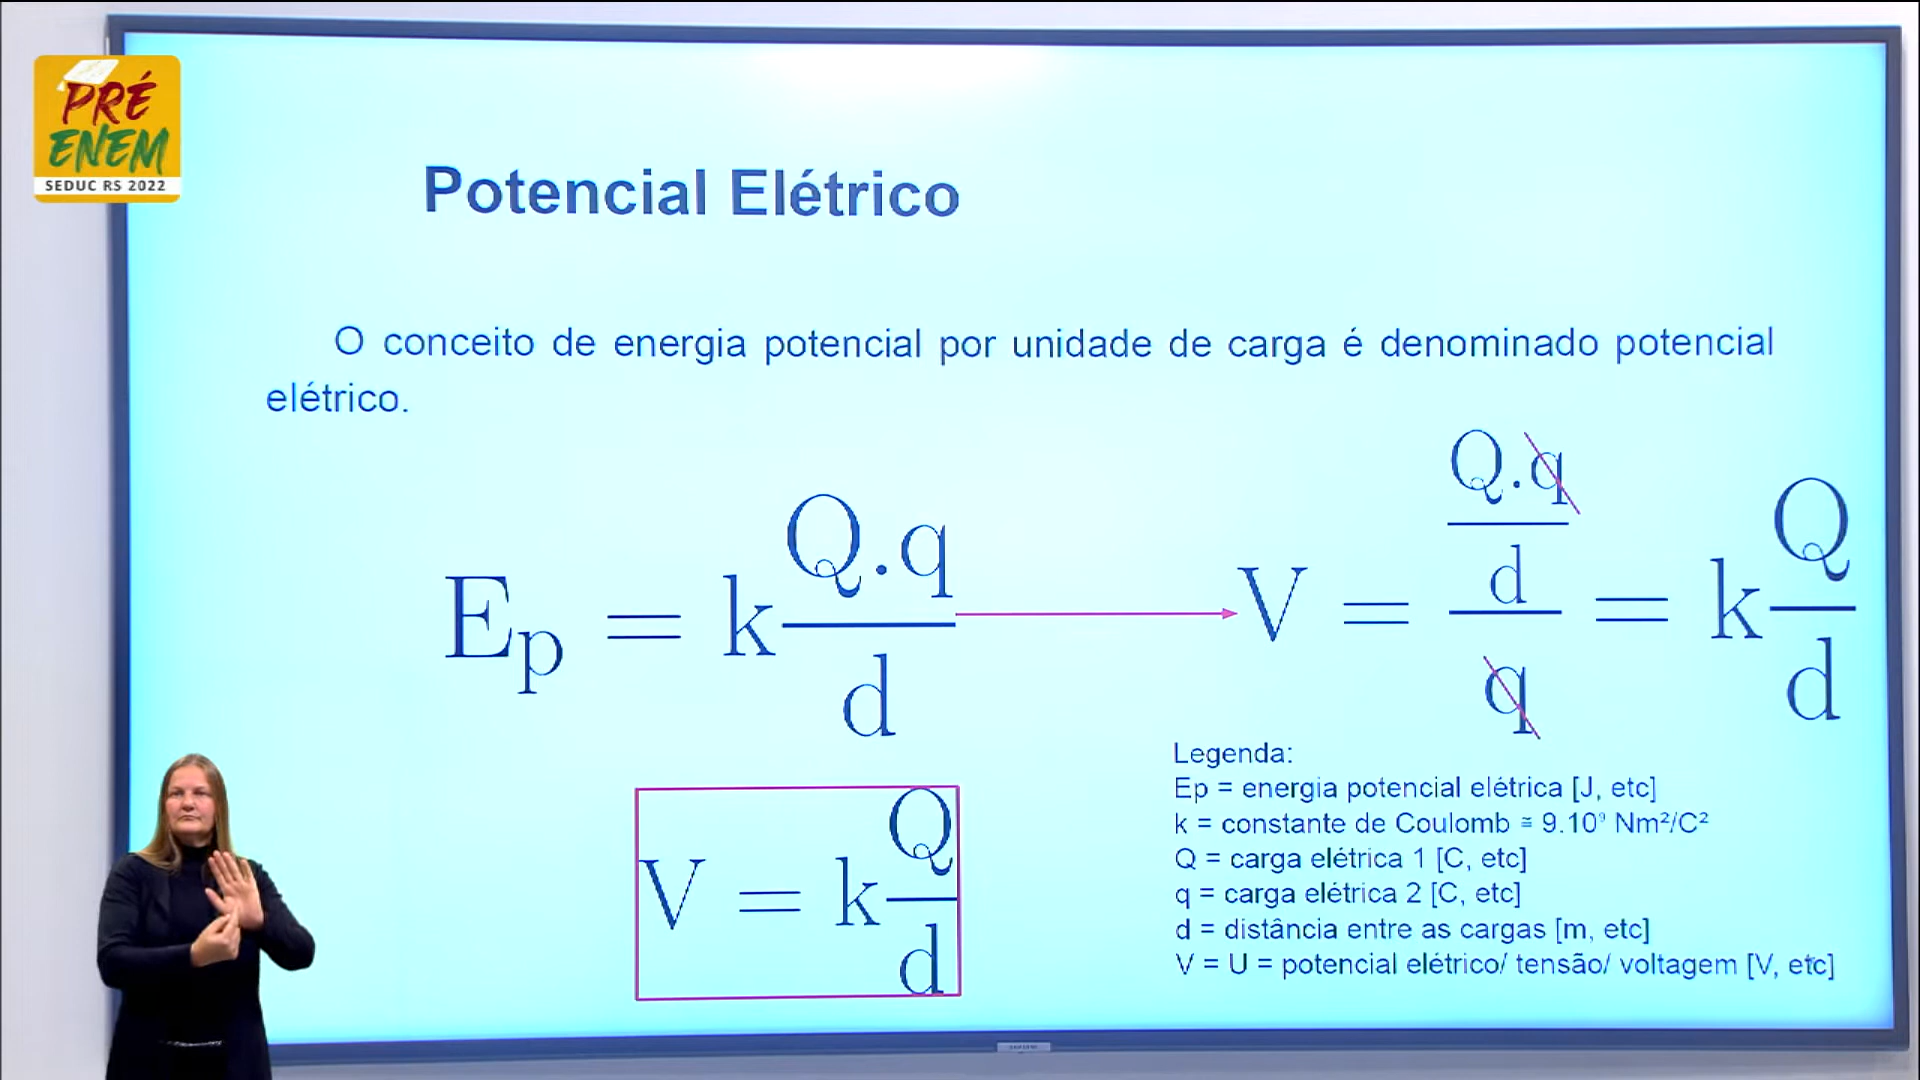 PRÉ
ENEM
SEDUC RS 2022
Potencial Elétrico
O conceito de energia potencial por unidade de carga é denominado potencial
elétrico.
Ep = k Q.q / d
V = Q.q / d / q = k Q / d
V = k Q / d
Legenda:
Ep = energia potencial elétrica [J, etc]
k = constante de Coulomb ≅ 9.10⁹ Nm²/C²
Q = carga elétrica 1 [C, etc]
q = carga elétrica 2 [C, etc]
d = distância entre as cargas [m, etc]
V = U = potencial elétrico/ tensão/ voltagem [V, etc]